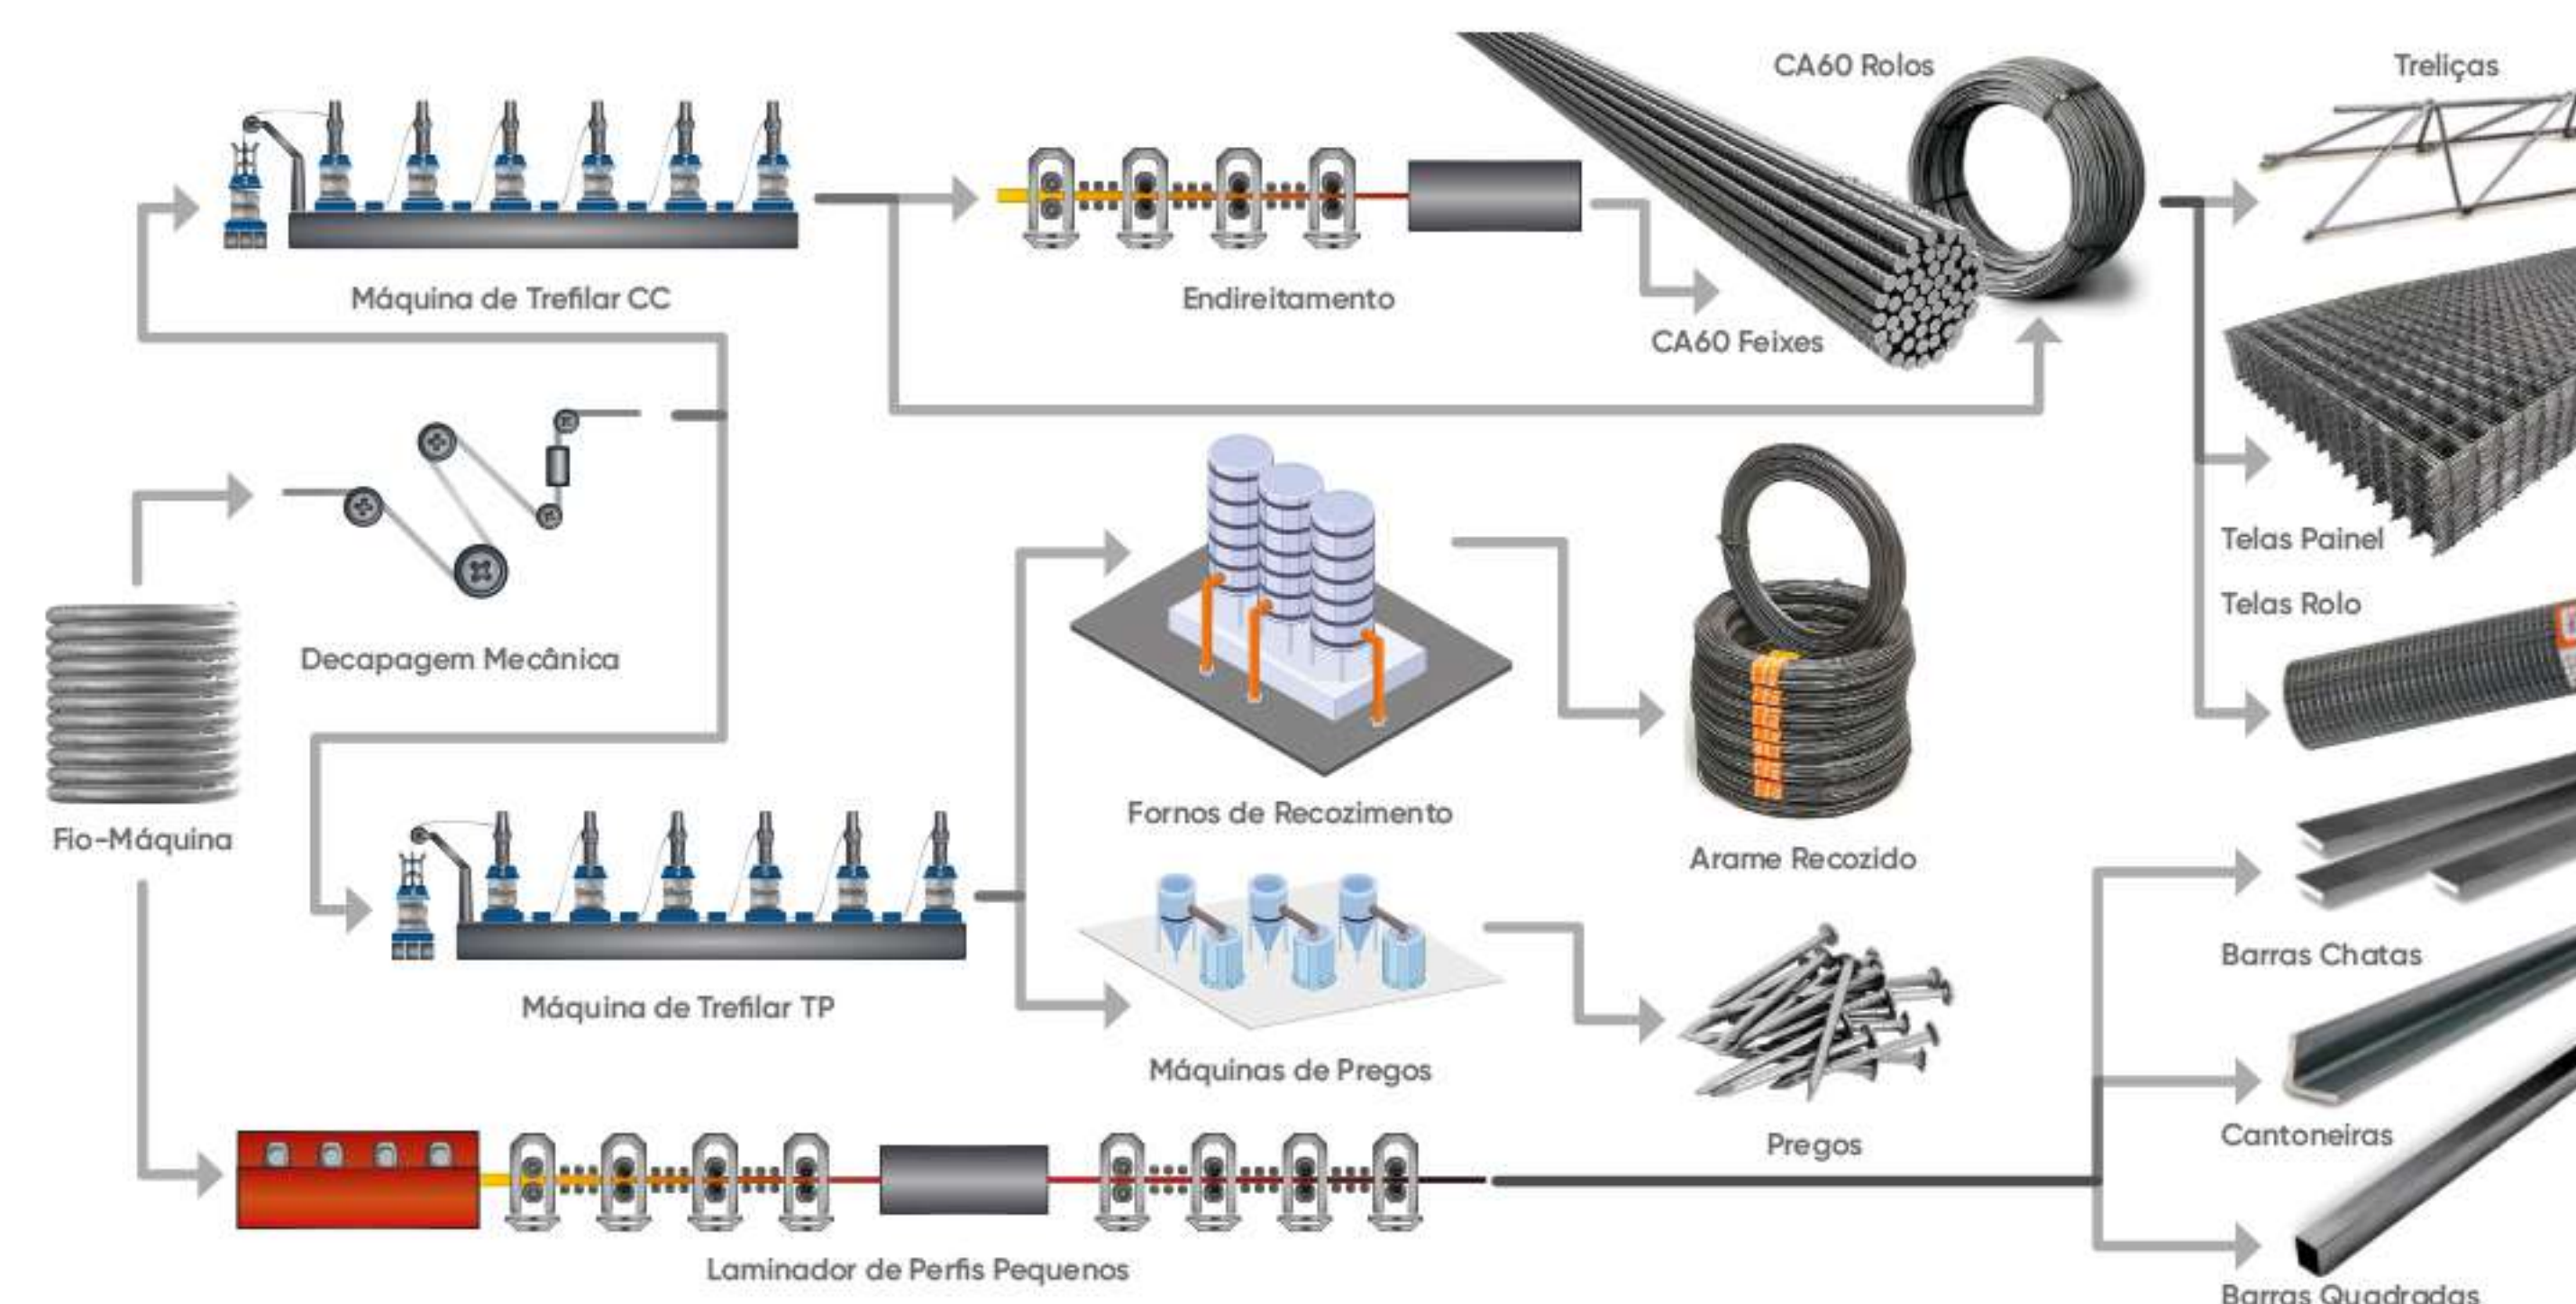 CA60 Rolos
Treliças
Máquina de Trefilar CC
Endireitamento
CA60 Feixes
Telas Painel
Telas Rolo
Decapagem Mecânica
Fornos de Recozimento
Fio-Máquina
Arame Recozido
Barras Chatas
Máquina de Trefilar TP
Máquinas de Pregos
Pregos
Cantoneiras
Laminador de Perfis Pequenos
Barras Quadradas